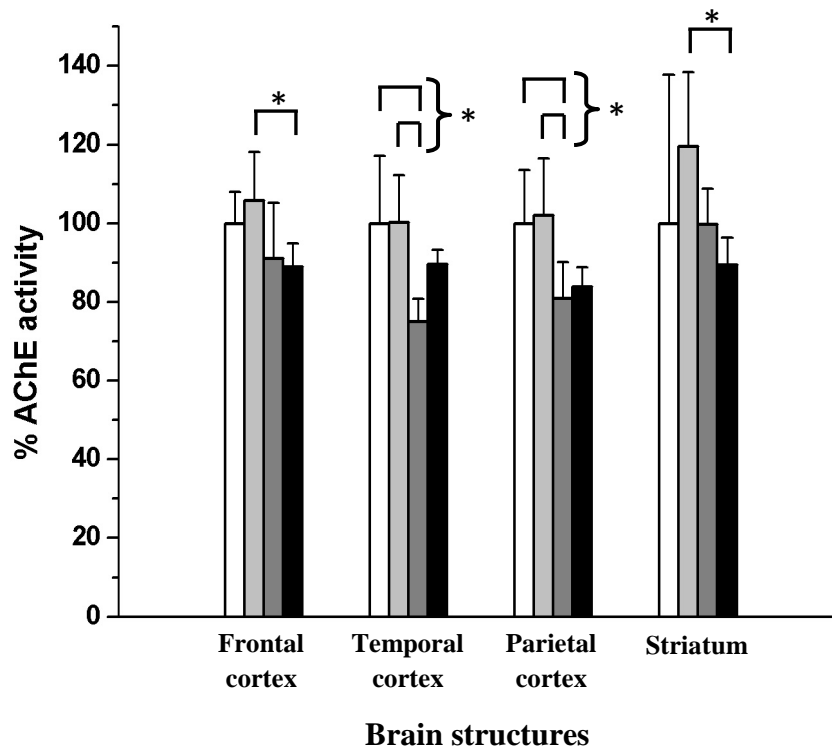 *
140
*
*
*
120
100
80
60
40
20
0
% AChE activity
Frontal cortex
Temporal cortex
Parietal cortex
Striatum
Brain structures